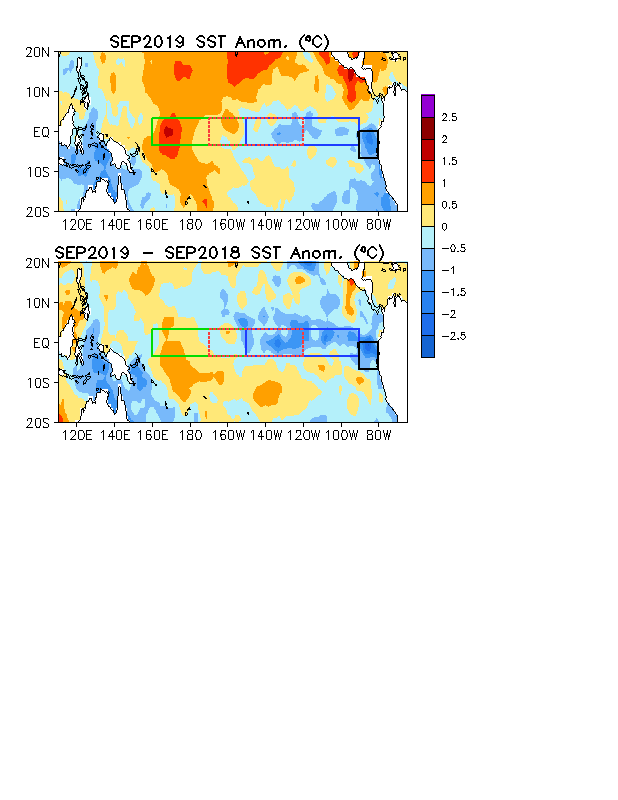 SEP2019 SST Anom. (ºC)
20N
10N
EQ
10S
20S
120E 140E 160E 180 160W 140W 120W 100W 80W
2.5
2
1.5
1
0.5
0
-0.5
-1
-1.5
-2
-2.5
SEP2019 - SEP2018 SST Anom. (ºC)
20N
10N
EQ
10S
20S
120E 140E 160E 180 160W 140W 120W 100W 80W